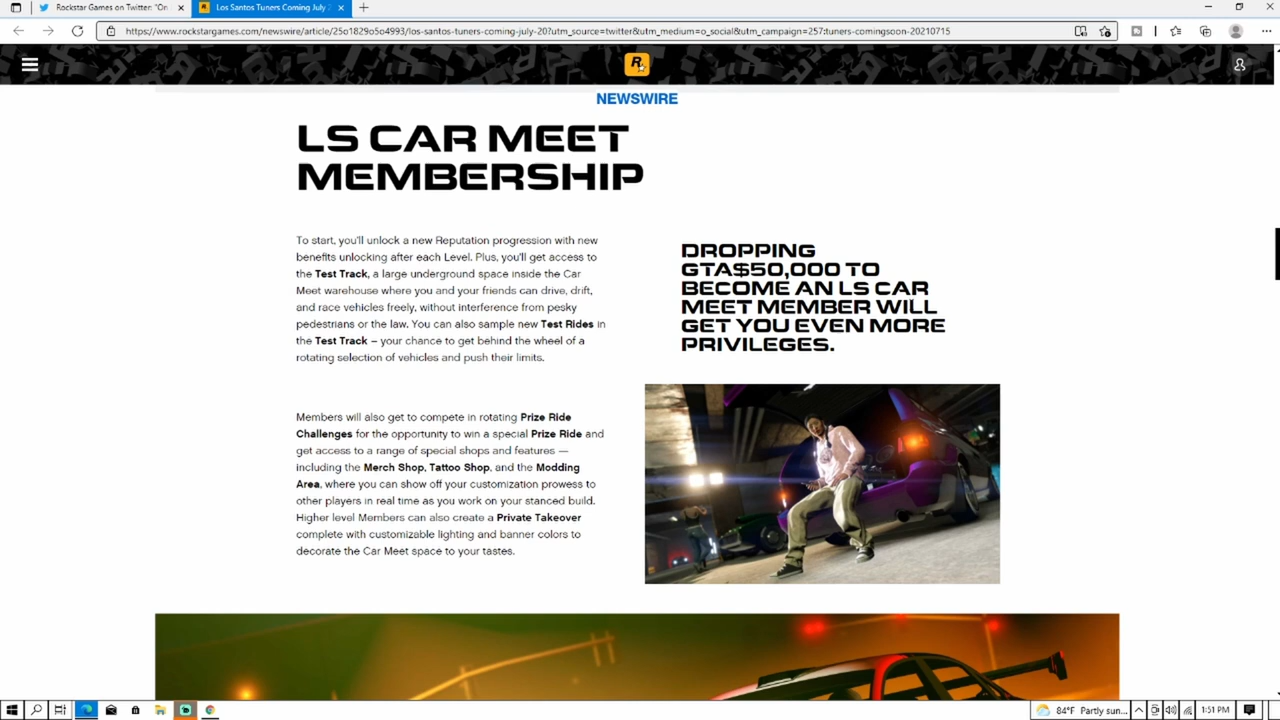 Rockstar Games on Twitter: "On
Los Santos Tuners Coming July 2
https://www.rockstargames.com/newswire/article/25o1829o5o4993/los-santos-tuners-coming-july-20?utm_source=twitter&utm_medium=o_social&utm_campaign=257:tuners-comingsoon-20210715
NEWSWIRE
LS CAR MEET
MEMBERSHIP
To start, you'll unlock a new Reputation progression with new
benefits unlocking after each Level. Plus, you'll get access to
the Test Track, a large underground space inside the Car
Meet warehouse where you and your friends can drive, drift,
and race vehicles freely, without interference from pesky
pedestrians or the law. You can also sample new Test Rides in
the Test Track – your chance to get behind the wheel of a
rotating selection of vehicles and push their limits.
DROPPING
GTA$50,000 TO
BECOME AN LS CAR
MEET MEMBER WILL
GET YOU EVEN MORE
PRIVILEGES.
Members will also get to compete in rotating Prize Ride
Challenges for the opportunity to win a special Prize Ride and
get access to a range of special shops and features —
including the Merch Shop, Tattoo Shop, and the Modding
Area, where you can show off your customization prowess to
other players in real time as you work on your stanced build.
Higher level Members can also create a Private Takeover
complete with customizable lighting and banner colors to
decorate the Car Meet space to your tastes.
84°F Partly sun...
1:51 PM